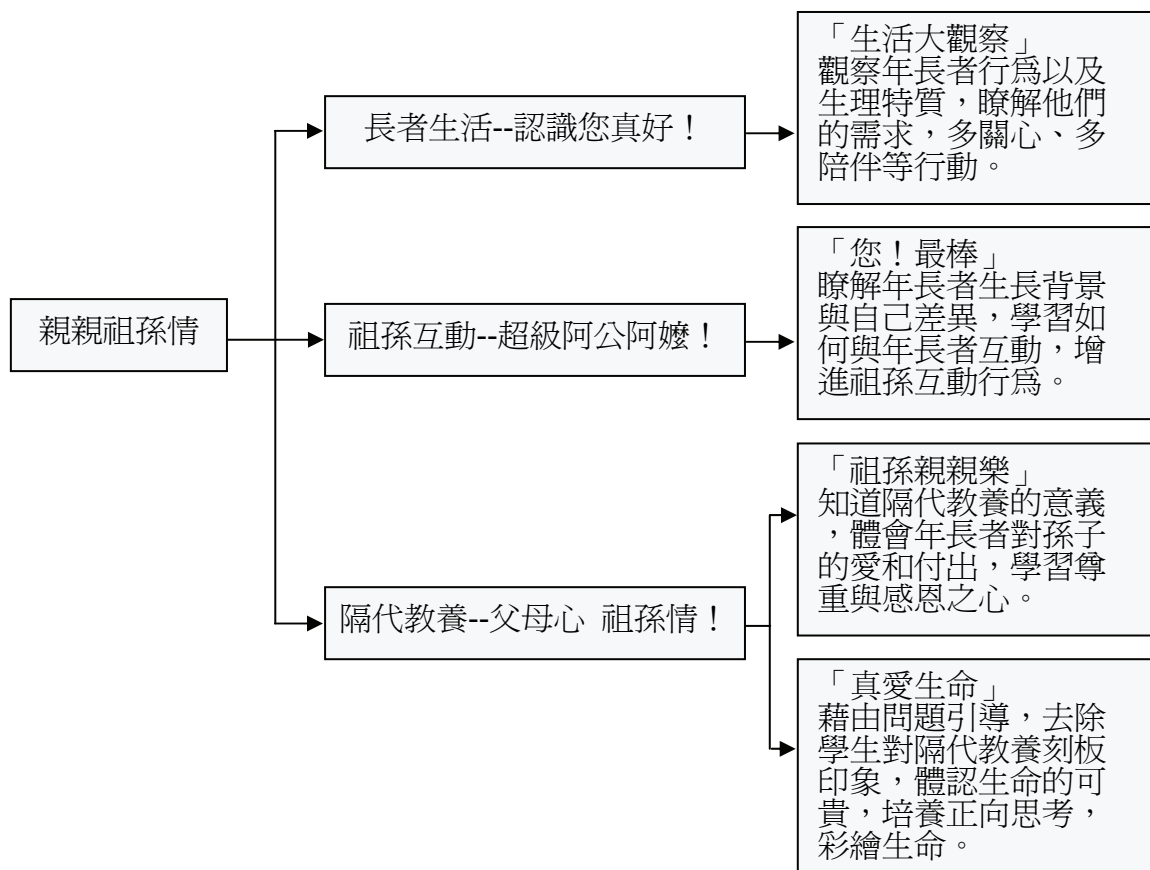 親親祖孫情
長者生活--認識您真好！
「生活大觀察」
觀察年長者行為以及
生理特質，瞭解他們
的需求，多關心、多
陪伴等行動。
祖孫互動--超級阿公阿嬤！
「您！最棒」
瞭解年長者生長背景
與自己差異，學習如
何與年長者互動，增
進祖孫互動行為。
隔代教養--父母心 祖孫情！
「祖孫親親樂」
知道隔代教養的意義
，體會年長者對孫子
的愛和付出，學習尊
重與感恩之心。
「真愛生命」
藉由問題引導，去除
學生對隔代教養刻板
印象，體認生命的可
貴，培養正向思考，
彩繪生命。